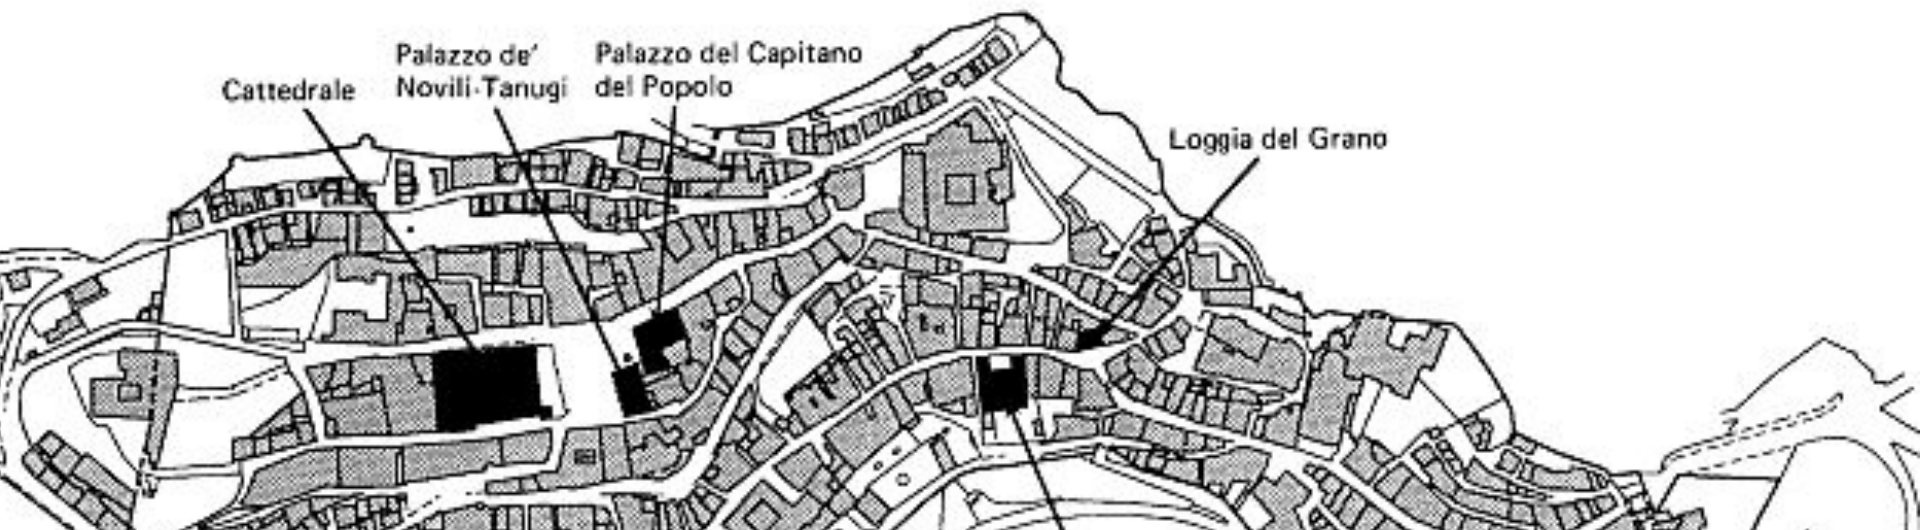 Palazzo de'
Novili-Tanugi
Palazzo del Capitano
del Popolo
Cattedrale
Loggia del Grano